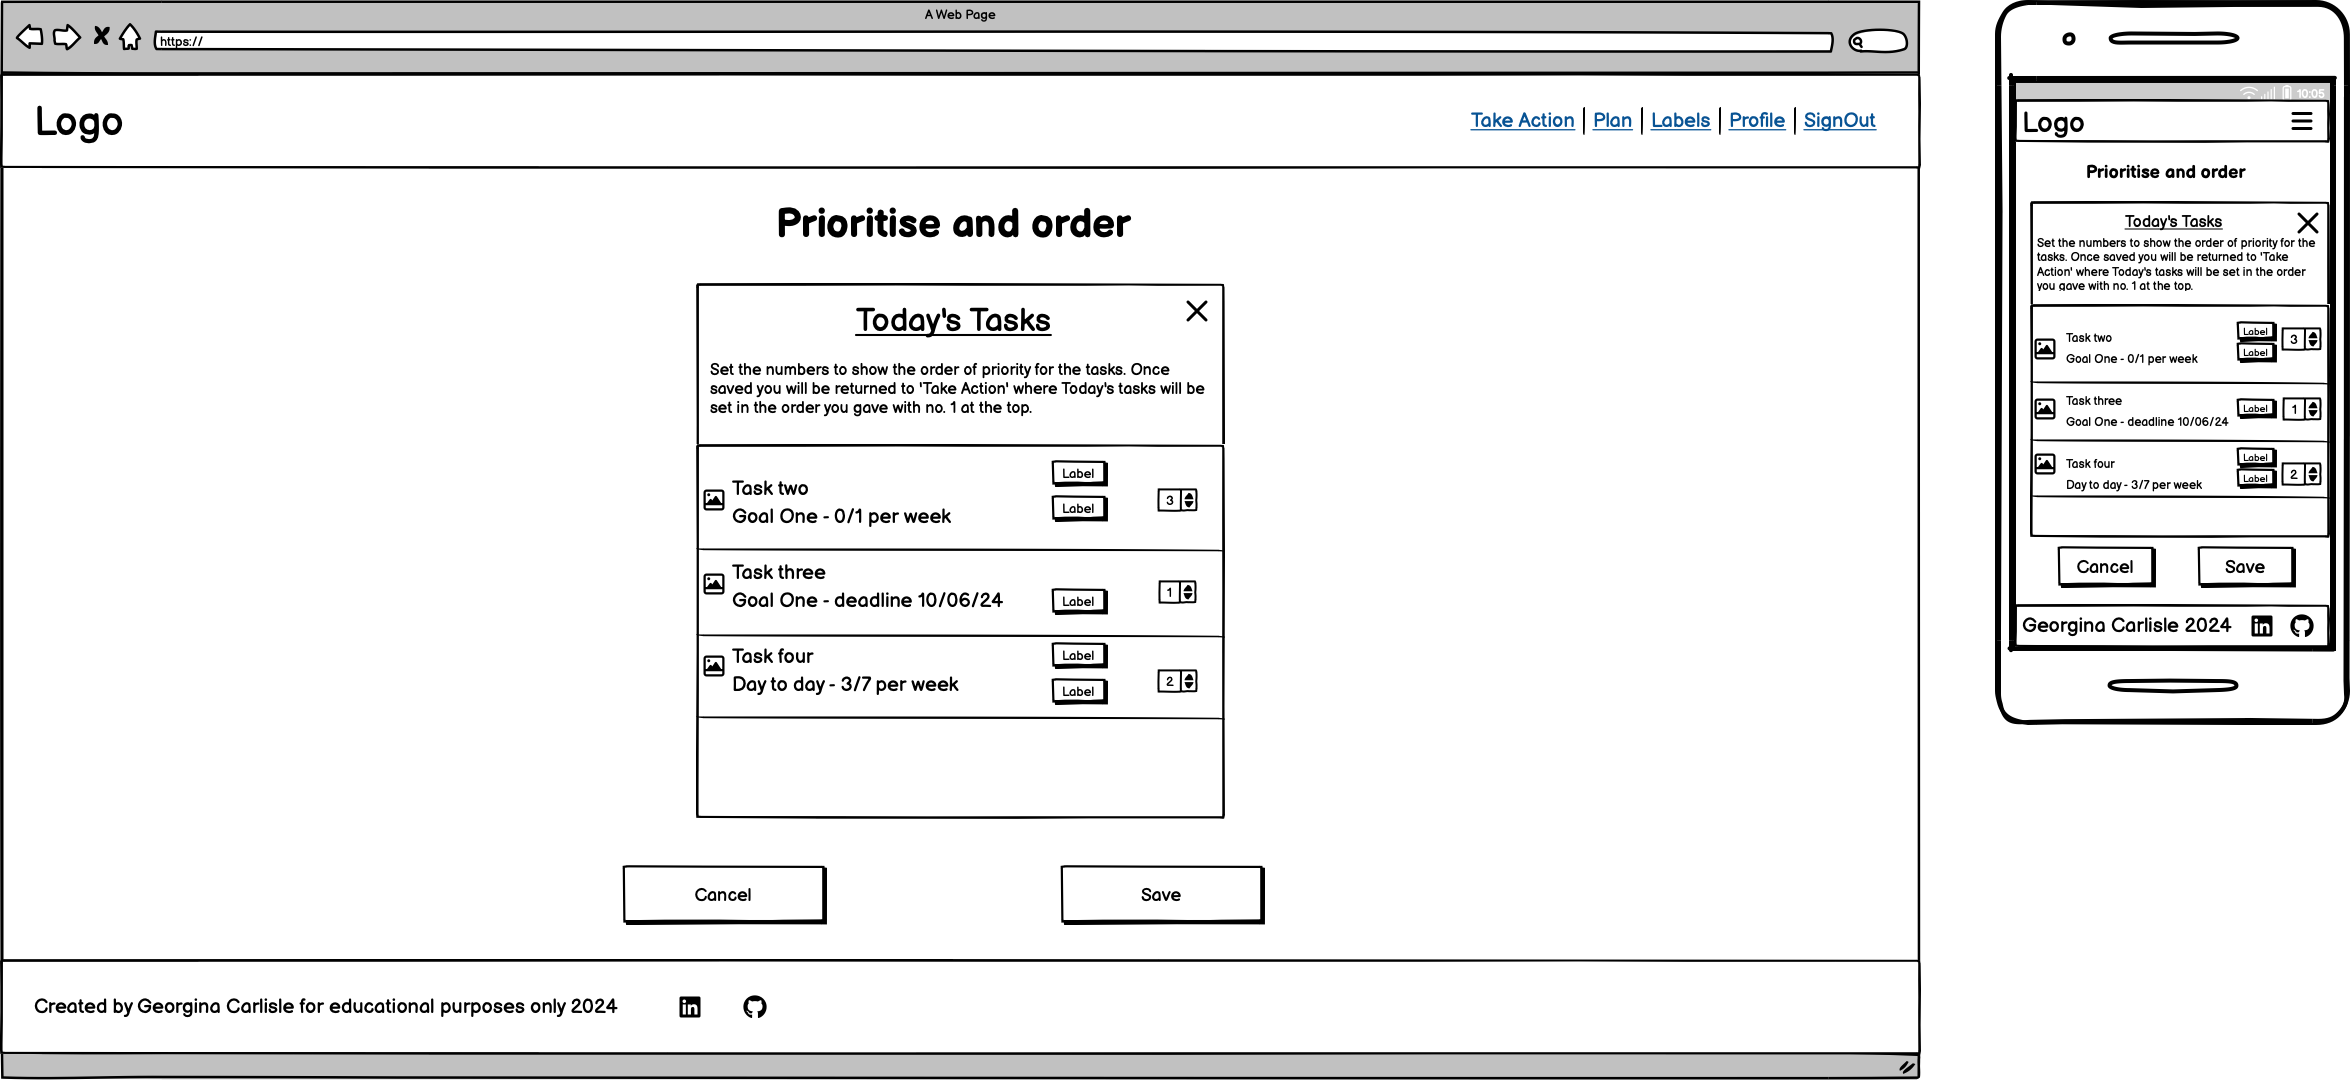 A Web Page
https://
Logo
Take Action
Plan
Labels
Profile
SignOut
Prioritise and order
Today's Tasks
Set the numbers to show the order of priority for the tasks. Once
saved you will be returned to 'Take Action' where Today's tasks will be
set in the order you gave with no. 1 at the top.
Task two
Goal One - 0/1 per week
Label
Label
3
Task three
Goal One - deadline 10/06/24
Label
1
Task four
Day to day - 3/7 per week
Label
Label
2
Cancel
Save
Created by Georgina Carlisle for educational purposes only 2024
10:05
Logo
Prioritise and order
Today's Tasks
Set the numbers to show the order of priority for the
tasks. Once saved you will be returned to 'Take
Action' where Today's tasks will be set in the order
you gave with no. 1 at the top.
Task two
Goal One - 0/1 per week
Label
Label
3
Task three
Goal One - deadline 10/06/24
Label
1
Task four
Day to day - 3/7 per week
Label
Label
2
Cancel
Save
Georgina Carlisle 2024